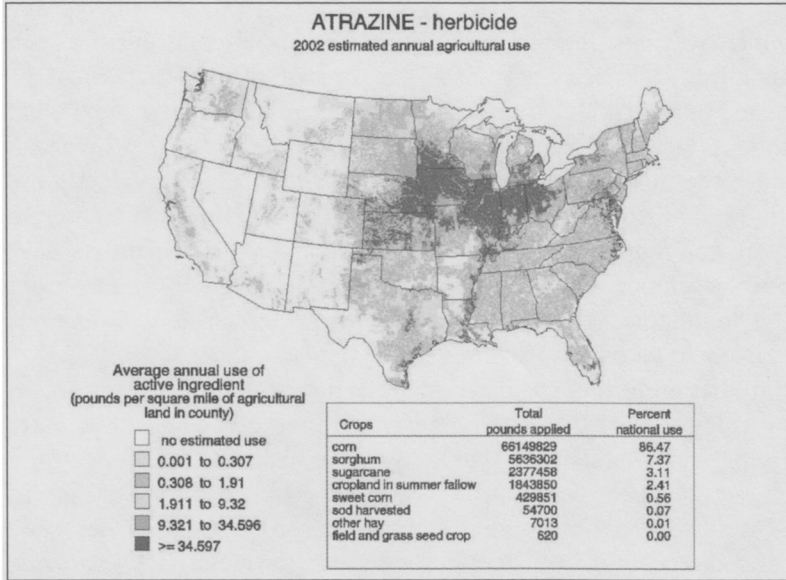 ATRAZINE - herbicide
2002 estimated annual agricultural use
Average annual use of
active ingredient
(pounds per square mile of agricultural
land in county)
no estimated use
0.001 to 0.307
0.308 to 1.91
1.911 to 9.32
9.321 to 34.596
>= 34.597
Crops Total pounds applied Percent national use
corn 66149829 86.47
sorghum 5636302 7.37
sugarcane 2377458 3.11
cropland in summer fallow 1843850 2.41
sweet corn 429851 0.56
sod harvested 54700 0.07
other hay 7013 0.01
field and grass seed crop 620 0.00